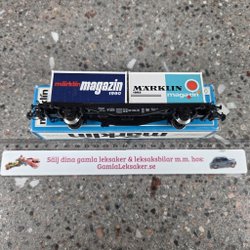 märklin
magazin
1990
MÄRKLIN
magazin
märklin
Sälj dina gamla leksaker & leksaksbilar m.m. hos:
GamlaLeksaker.se